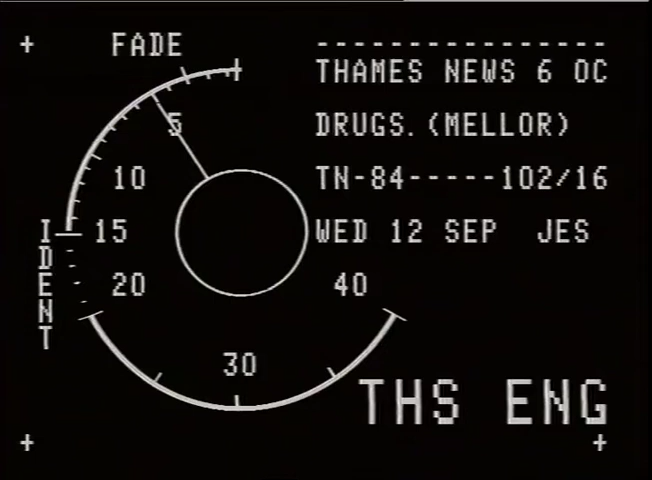 FADE
----------------
THAMES NEWS 6 OC
5
DRUGS.(MELLOR)
10
TN-84-----102/16
15
WED 12 SEP JES
IDENT
20
40
30
THS ENG